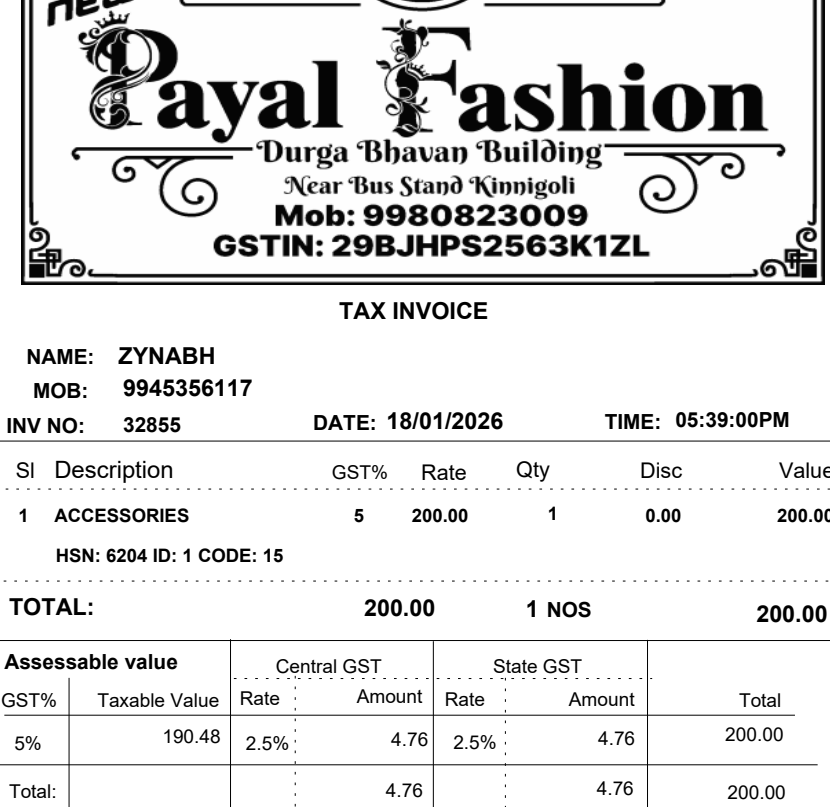 new
Payal Fashion
Durga Bhavan Building
Near Bus Stand Kinnigoli
Mob: 9980823009
GSTIN: 29BJHPS2563K1ZL
TAX INVOICE
NAME: ZYNABH
MOB: 9945356117
INV NO: 32855 DATE: 18/01/2026 TIME: 05:39:00PM
Sl Description GST% Rate Qty Disc Value
1 ACCESSORIES 5 200.00 1 0.00 200.00
HSN: 6204 ID: 1 CODE: 15
TOTAL: 200.00 1 NOS 200.00
Assessable value Central GST State GST
GST% Taxable Value Rate Amount Rate Amount Total
5% 190.48 2.5% 4.76 2.5% 4.76 200.00
Total: 4.76 4.76 200.00